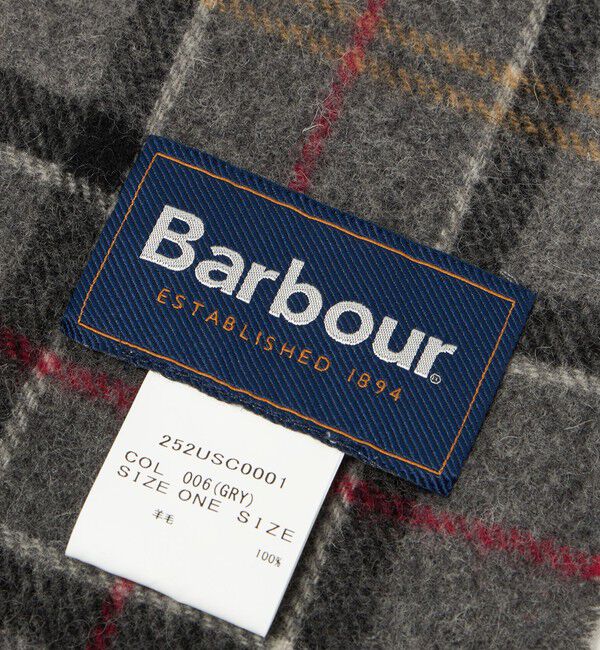 Barbour®
ESTABLISHED 1894
252USC0001
COL 006(GRY)
SIZE ONE SIZE
羊毛
100%